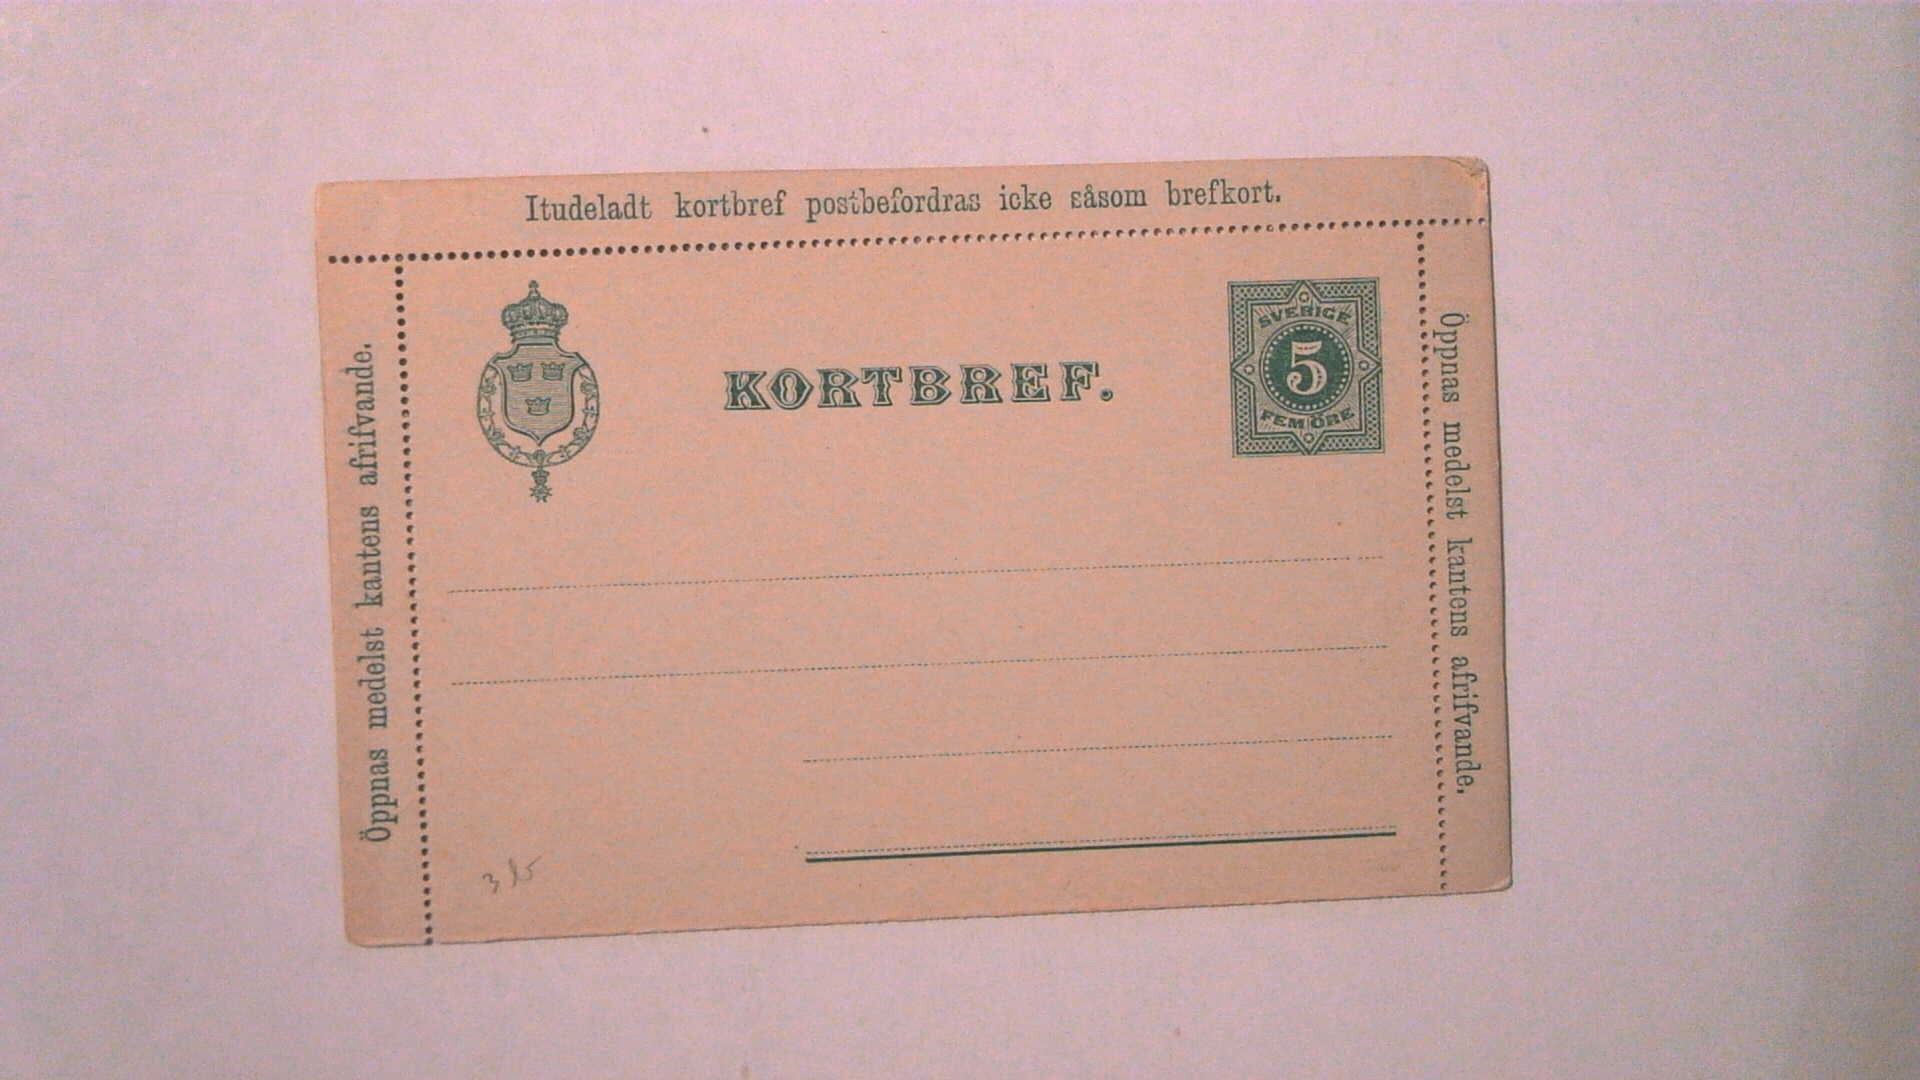 Itudeladt kortbref postbefordras icke såsom brefkort.
Öppnas medelst kantens afrifvande.
KORTBREF.
SVERIGE
5
FEM ÖRE
Öppnas medelst kantens afrifvande.